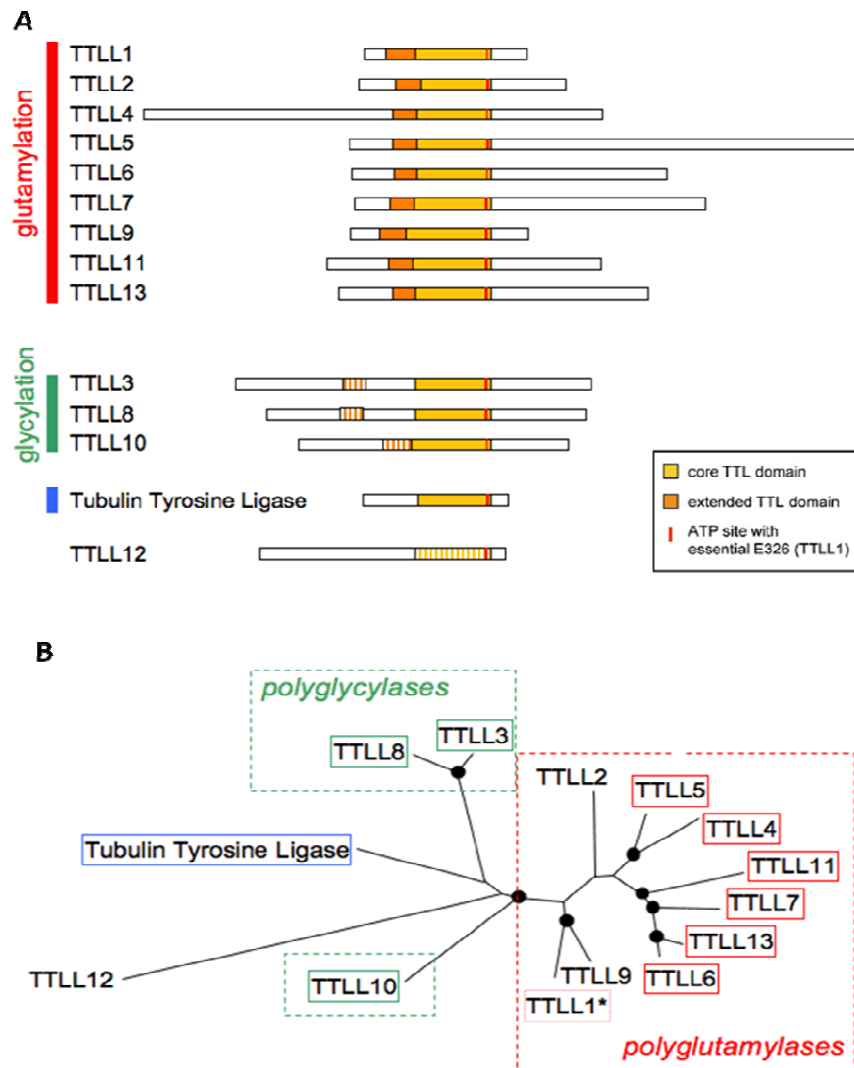 A
glutamylation
TTLL1
TTLL2
TTLL4
TTLL5
TTLL6
TTLL7
TTLL9
TTLL11
TTLL13
glycylation
TTLL3
TTLL8
TTLL10
Tubulin Tyrosine Ligase
TTLL12
core TTL domain
extended TTL domain
ATP site with
essential E326 (TTLL1)
B
polyglycylases
TTLL8
TTLL3
TTLL2
TTLL5
TTLL4
Tubulin Tyrosine Ligase
TTLL11
TTLL7
TTLL13
TTLL12
TTLL10
TTLL9
TTLL6
TTLL1*
polyglutamylases